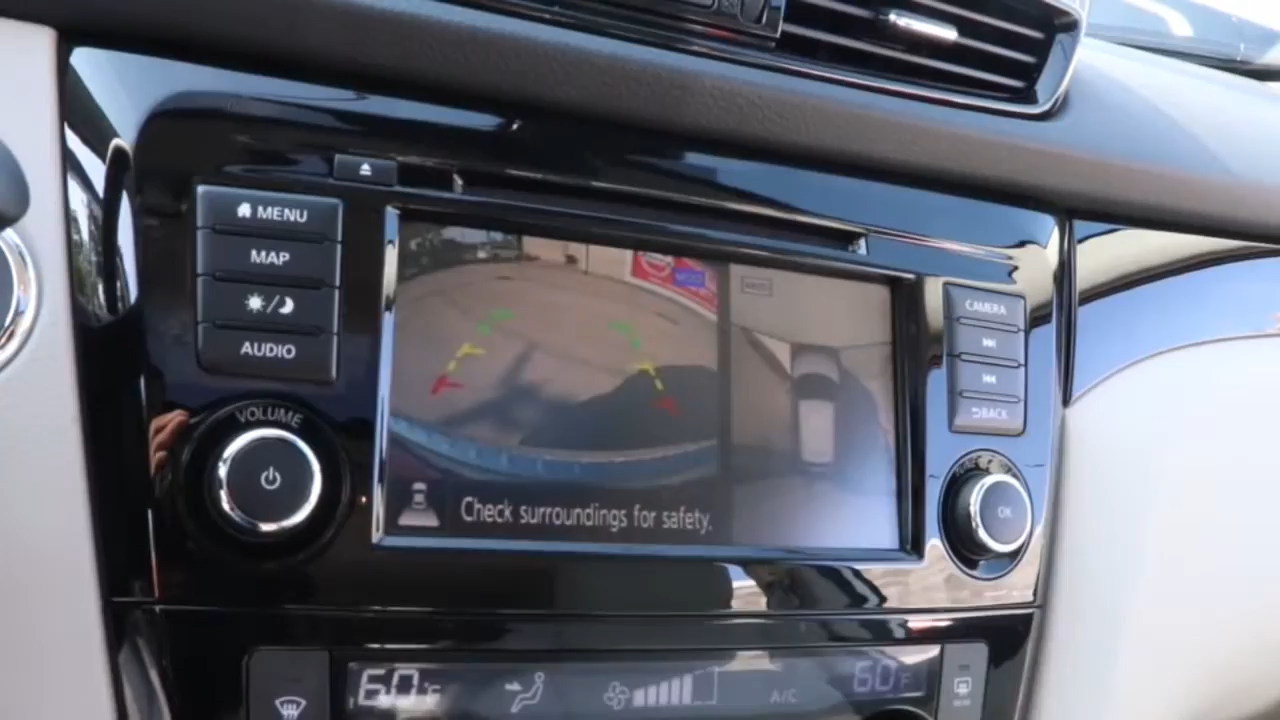 MENU
MAP
AUDIO
VOLUME
CAMERA
BACK
OK
Check surroundings for safety.
60°F
A/C
60°F